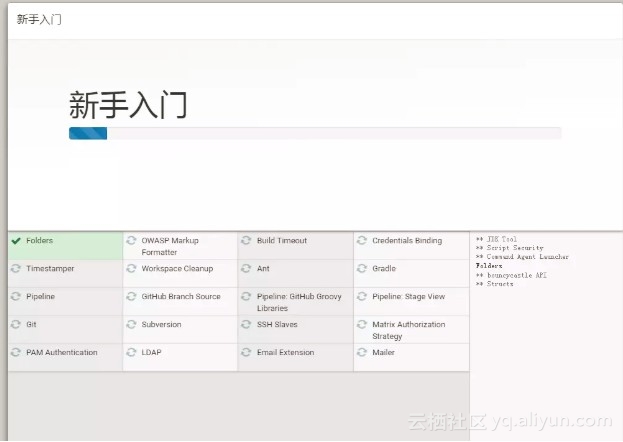 新手入门
新手入门
Folders
OWASP Markup
Formatter
Build Timeout
Credentials Binding
Timestamper
Workspace Cleanup
Ant
Gradle
Pipeline
GitHub Branch Source
Pipeline: GitHub Groovy
Libraries
Pipeline: Stage View
Git
Subversion
SSH Slaves
Matrix Authorization
Strategy
PAM Authentication
LDAP
Email Extension
Mailer
** JDK Tool
** Script Security
** Command Agent Launcher
Folders
** bouncycastle API
** Structs
云栖社区 yq.aliyun.com